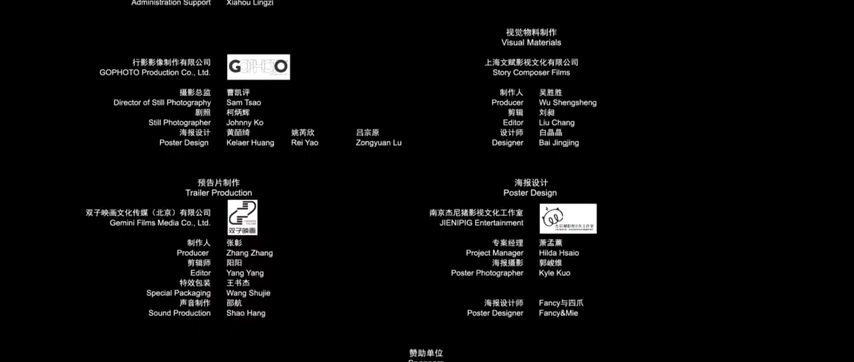 Administration Support Xiahou Lingzi
行影影像制作有限公司
GOPHOTO Production Co., Ltd.
GOPHOTO
摄影总监 曹凯评
Director of Still Photography Sam Tsao
剧照 柯炳辉
Still Photographer Johnny Ko
海报设计 黄韶绮 姚芮欣 吕宗原
Poster Design Kelaer Huang Rei Yao Zongyuan Lu
视觉物料制作
Visual Materials
上海文赋影视文化有限公司
Story Composer Films
制作人 吴胜胜
Producer Wu Shengsheng
剪辑 刘昶
Editor Liu Chang
设计师 白晶晶
Designer Bai Jingjing
预告片制作
Trailer Production
双子映画文化传媒（北京）有限公司
Gemini Films Media Co., Ltd.
双子映画
制作人 张彰
Producer Zhang Zhang
剪辑师 阳阳
Editor Yang Yang
特效包装 王书杰
Special Packaging Wang Shujie
声音制作 邵航
Sound Production Shao Hang
海报设计
Poster Design
南京杰尼猪影视文化工作室
JIENIPIG Entertainment
专案经理 萧孟薰
Project Manager Hilda Hsaio
海报摄影 郭峻维
Poster Photographer Kyle Kuo
海报设计师 Fancy与四爪
Poster Designer Fancy&Mie
赞助单位